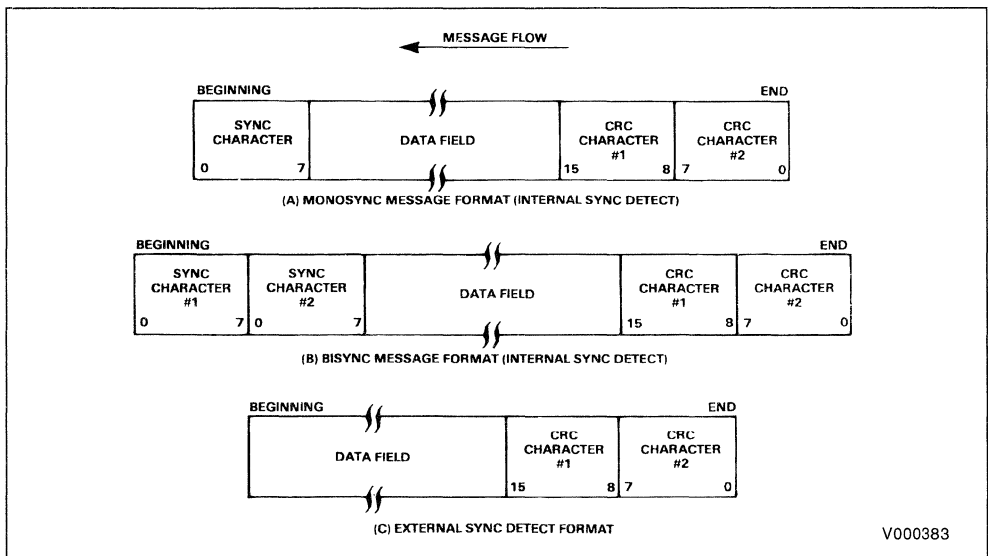 MESSAGE FLOW
BEGINNING
END
SYNC
CHARACTER
0 7
DATA FIELD
CRC
CHARACTER
#1
15 8
CRC
CHARACTER
#2
7 0
(A) MONOSYNC MESSAGE FORMAT (INTERNAL SYNC DETECT)
BEGINNING
END
SYNC
CHARACTER
#1
0 7
SYNC
CHARACTER
#2
0 7
DATA FIELD
CRC
CHARACTER
#1
15 8
CRC
CHARACTER
#2
7 0
(B) BISYNC MESSAGE FORMAT (INTERNAL SYNC DETECT)
BEGINNING
END
DATA FIELD
CRC
CHARACTER
#1
15 8
CRC
CHARACTER
#2
7 0
(C) EXTERNAL SYNC DETECT FORMAT
V000383